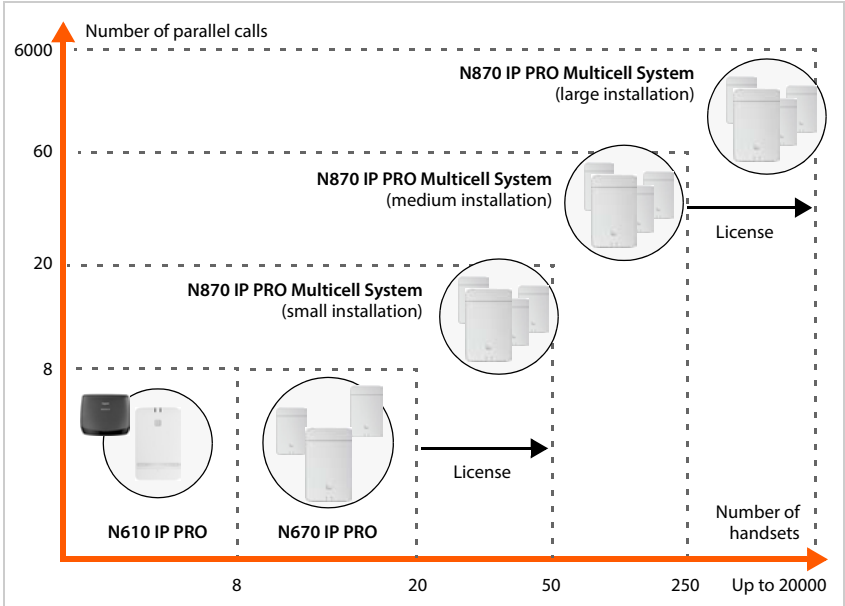 Number of parallel calls
6000
N870 IP PRO Multicell System
(large installation)
60
N870 IP PRO Multicell System
(medium installation)
License
20
N870 IP PRO Multicell System
(small installation)
8
License
N610 IP PRO
N670 IP PRO
Number of
handsets
8
20
50
250
Up to 20000